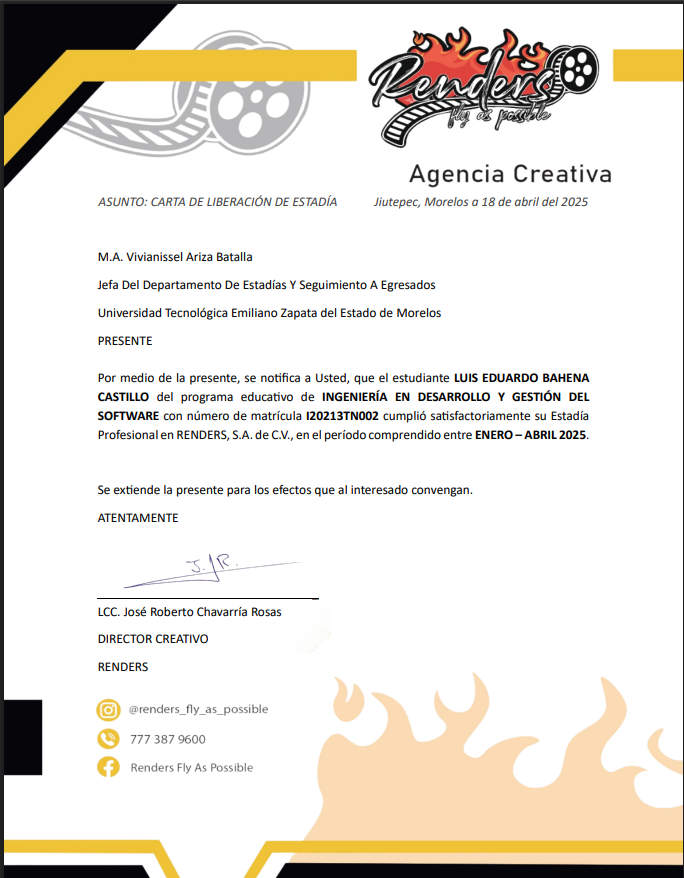 Renders
fly as possible
Agencia Creativa
ASUNTO: CARTA DE LIBERACIÓN DE ESTADÍA Jiutepec, Morelos a 18 de abril del 2025
M.A. Vivianissel Ariza Batalla
Jefa Del Departamento De Estadías Y Seguimiento A Egresados
Universidad Tecnológica Emiliano Zapata del Estado de Morelos
PRESENTE
Por medio de la presente, se notifica a Usted, que el estudiante LUIS EDUARDO BAHENA
CASTILLO del programa educativo de INGENIERÍA EN DESARROLLO Y GESTIÓN DEL
SOFTWARE con número de matrícula I20213TN002 cumplió satisfactoriamente su Estadía
Profesional en RENDERS, S.A. de C.V., en el período comprendido entre ENERO – ABRIL 2025.
Se extiende la presente para los efectos que al interesado convengan.
ATENTAMENTE
J.R.
LCC. José Roberto Chavarría Rosas
DIRECTOR CREATIVO
RENDERS
@renders_fly_as_possible
777 387 9600
Renders Fly As Possible